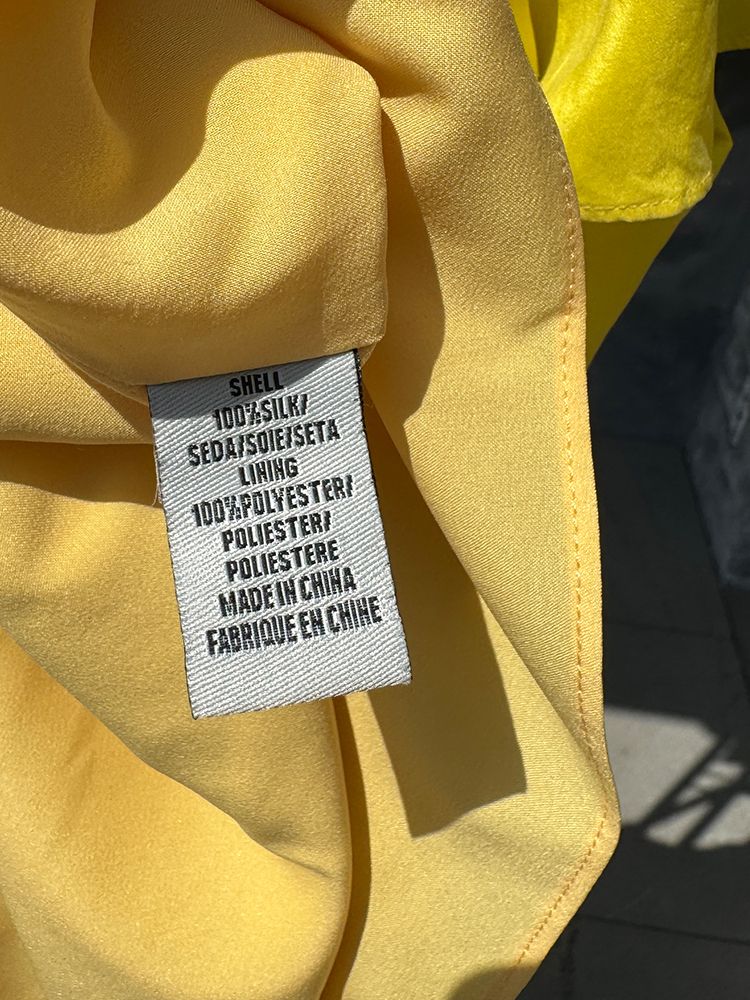 SHELL
100%SILK/
SEDA/SOIE/SETA
LINING
100%POLYESTER/
POLIESTER/
POLIESTERE
MADE IN CHINA
FABRIQUE EN CHINE